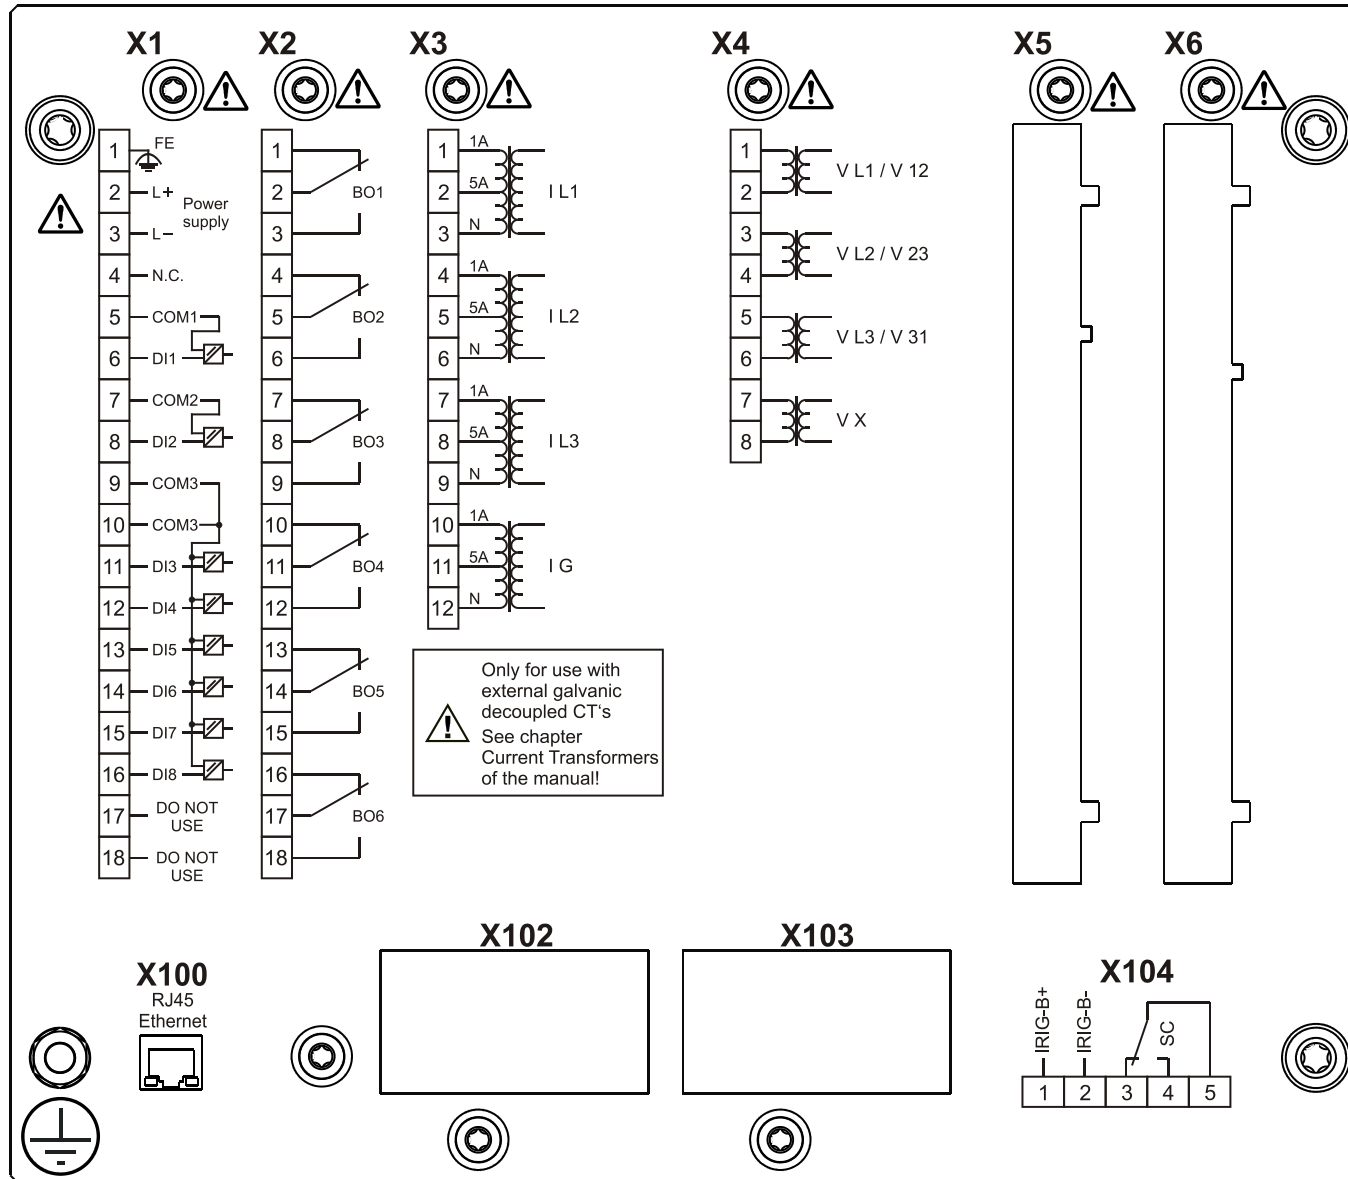 X1 X2 X3 X4 X5 X6
1 FE
2 L+
Power
supply
3 L-
4 N.C.
5 COM1
6 DI1
7 COM2
8 DI2
9 COM3
10 COM3
11 DI3
12 DI4
13 DI5
14 DI6
15 DI7
16 DI8
17 DO NOT
USE
18 DO NOT
USE
1
2 BO1
3
4
5 BO2
6
7
8 BO3
9
10
11 BO4
12
13
14 BO5
15
16
17 BO6
18
1 1A
2 5A I L1
3 N
4 1A
5 5A I L2
6 N
7 1A
8 5A I L3
9 N
10 1A
11 5A I G
12 N
Only for use with
external galvanic
decoupled CT‘s
See chapter
Current Transformers
of the manual!
1
V L1 / V 12
2
3
V L2 / V 23
4
5
V L3 / V 31
6
7
V X
8
X100
RJ45
Ethernet
X102
X103
X104
IRIG-B+
IRIG-B-
SC
1 2 3 4 5